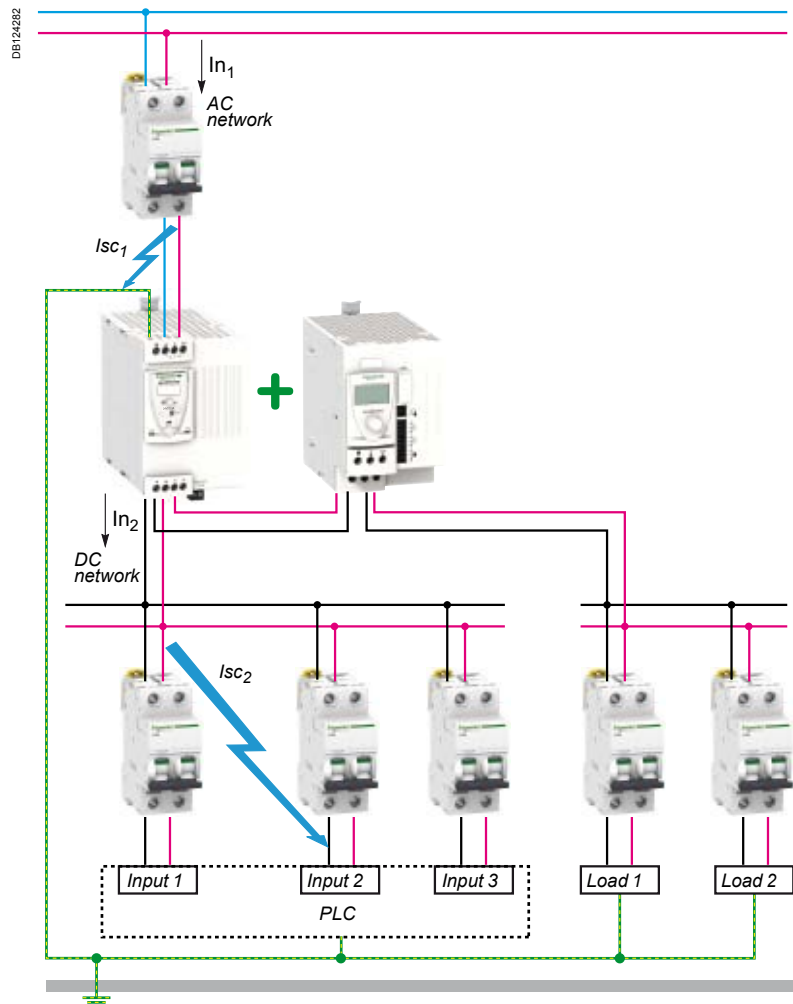 DB124282
In1
AC
network
Isc1
+
In2
DC
network
Isc2
Input 1
Input 2
Input 3
Load 1
Load 2
PLC